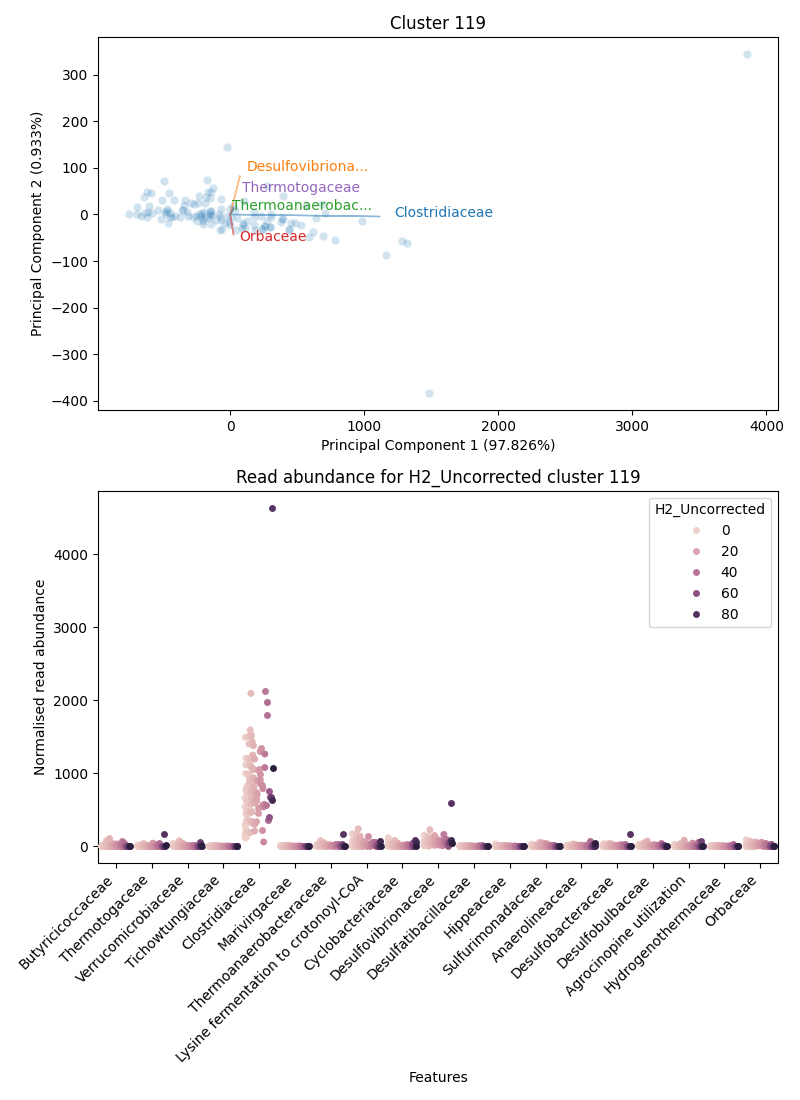 Cluster 119
300
200
100
0
−100
−200
−300
−400
Principal Component 2 (0.933%)
Desulfovibriona...
Thermotogaceae
Thermoanaerobac...
Clostridiaceae
Orbaceae
0
1000
2000
3000
4000
Principal Component 1 (97.826%)
Read abundance for H2_Uncorrected cluster 119
H2_Uncorrected
0
20
40
60
80
4000
3000
2000
1000
0
Normalised read abundance
Butyricicoccaceae
Thermotogaceae
Verrucomicrobiaceae
Tichowtungiaceae
Clostridiaceae
Marivirgaceae
Thermoanaerobacteraceae
Lysine fermentation to crotonoyl-CoA
Cyclobacteriaceae
Desulfovibrionaceae
Desulfatibacillaceae
Hippeaceae
Sulfurimonadaceae
Anaerolineaceae
Desulfobacteraceae
Desulfobulbaceae
Agrocinopine utilization
Hydrogenothermaceae
Orbaceae
Features